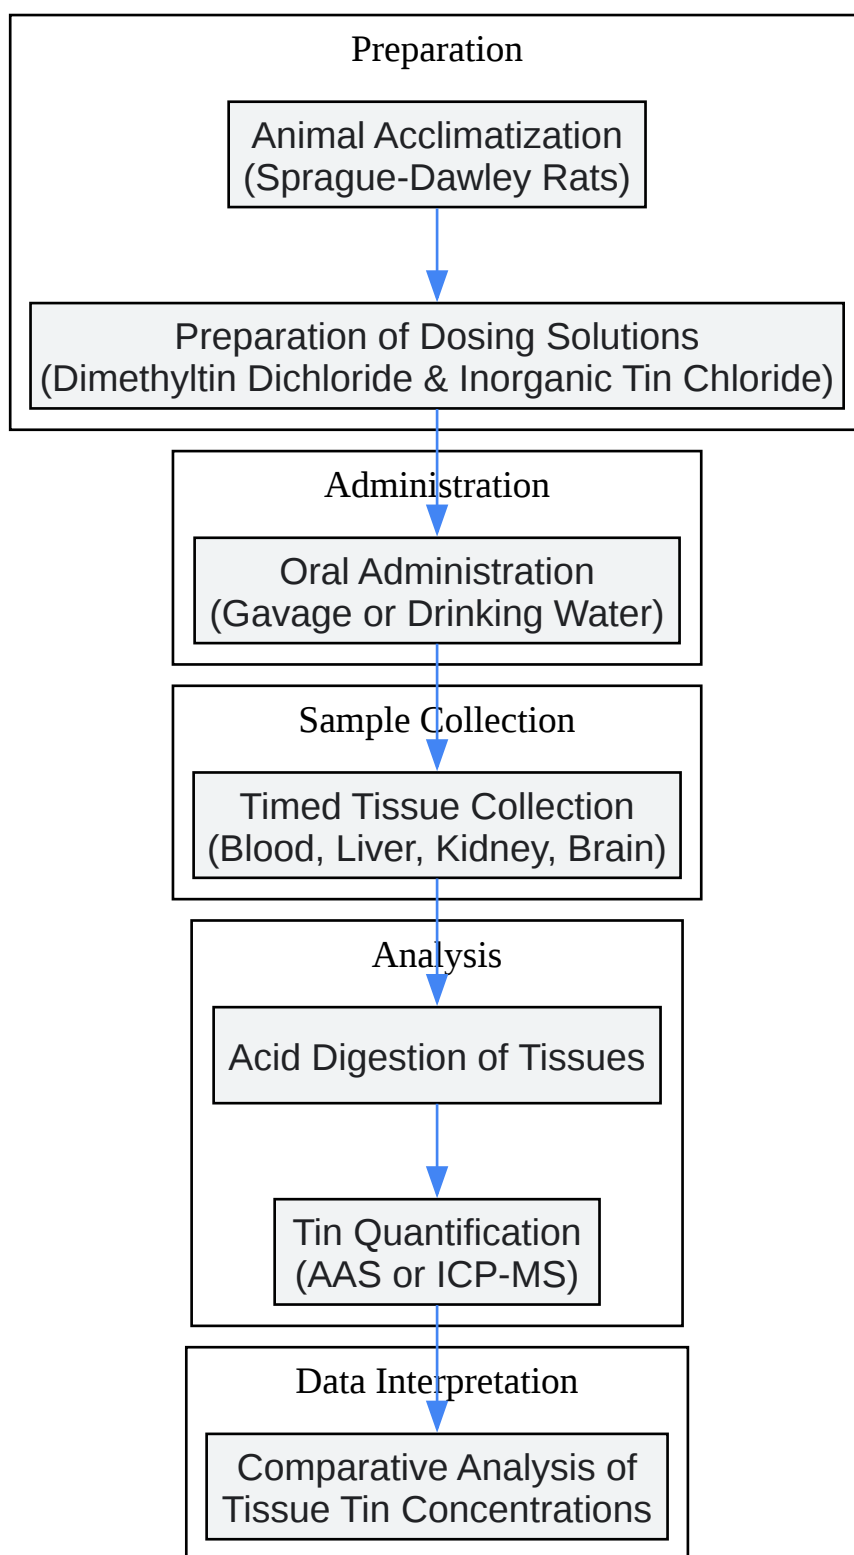 Preparation
Animal Acclimatization
(Sprague-Dawley Rats)
Preparation of Dosing Solutions
(Dimethyltin Dichloride & Inorganic Tin Chloride)
Administration
Oral Administration
(Gavage or Drinking Water)
Sample Collection
Timed Tissue Collection
(Blood, Liver, Kidney, Brain)
Analysis
Acid Digestion of Tissues
Tin Quantification
(AAS or ICP-MS)
Data Interpretation
Comparative Analysis of
Tissue Tin Concentrations